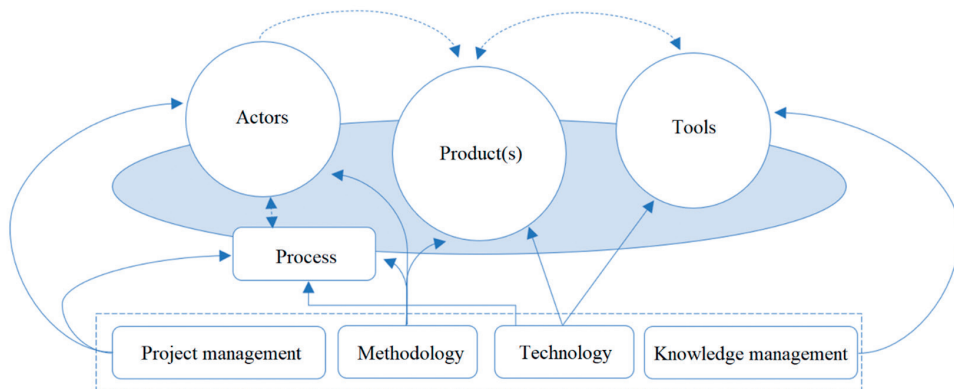 Actors
Product(s)
Tools
Process
Project management
Methodology
Technology
Knowledge management